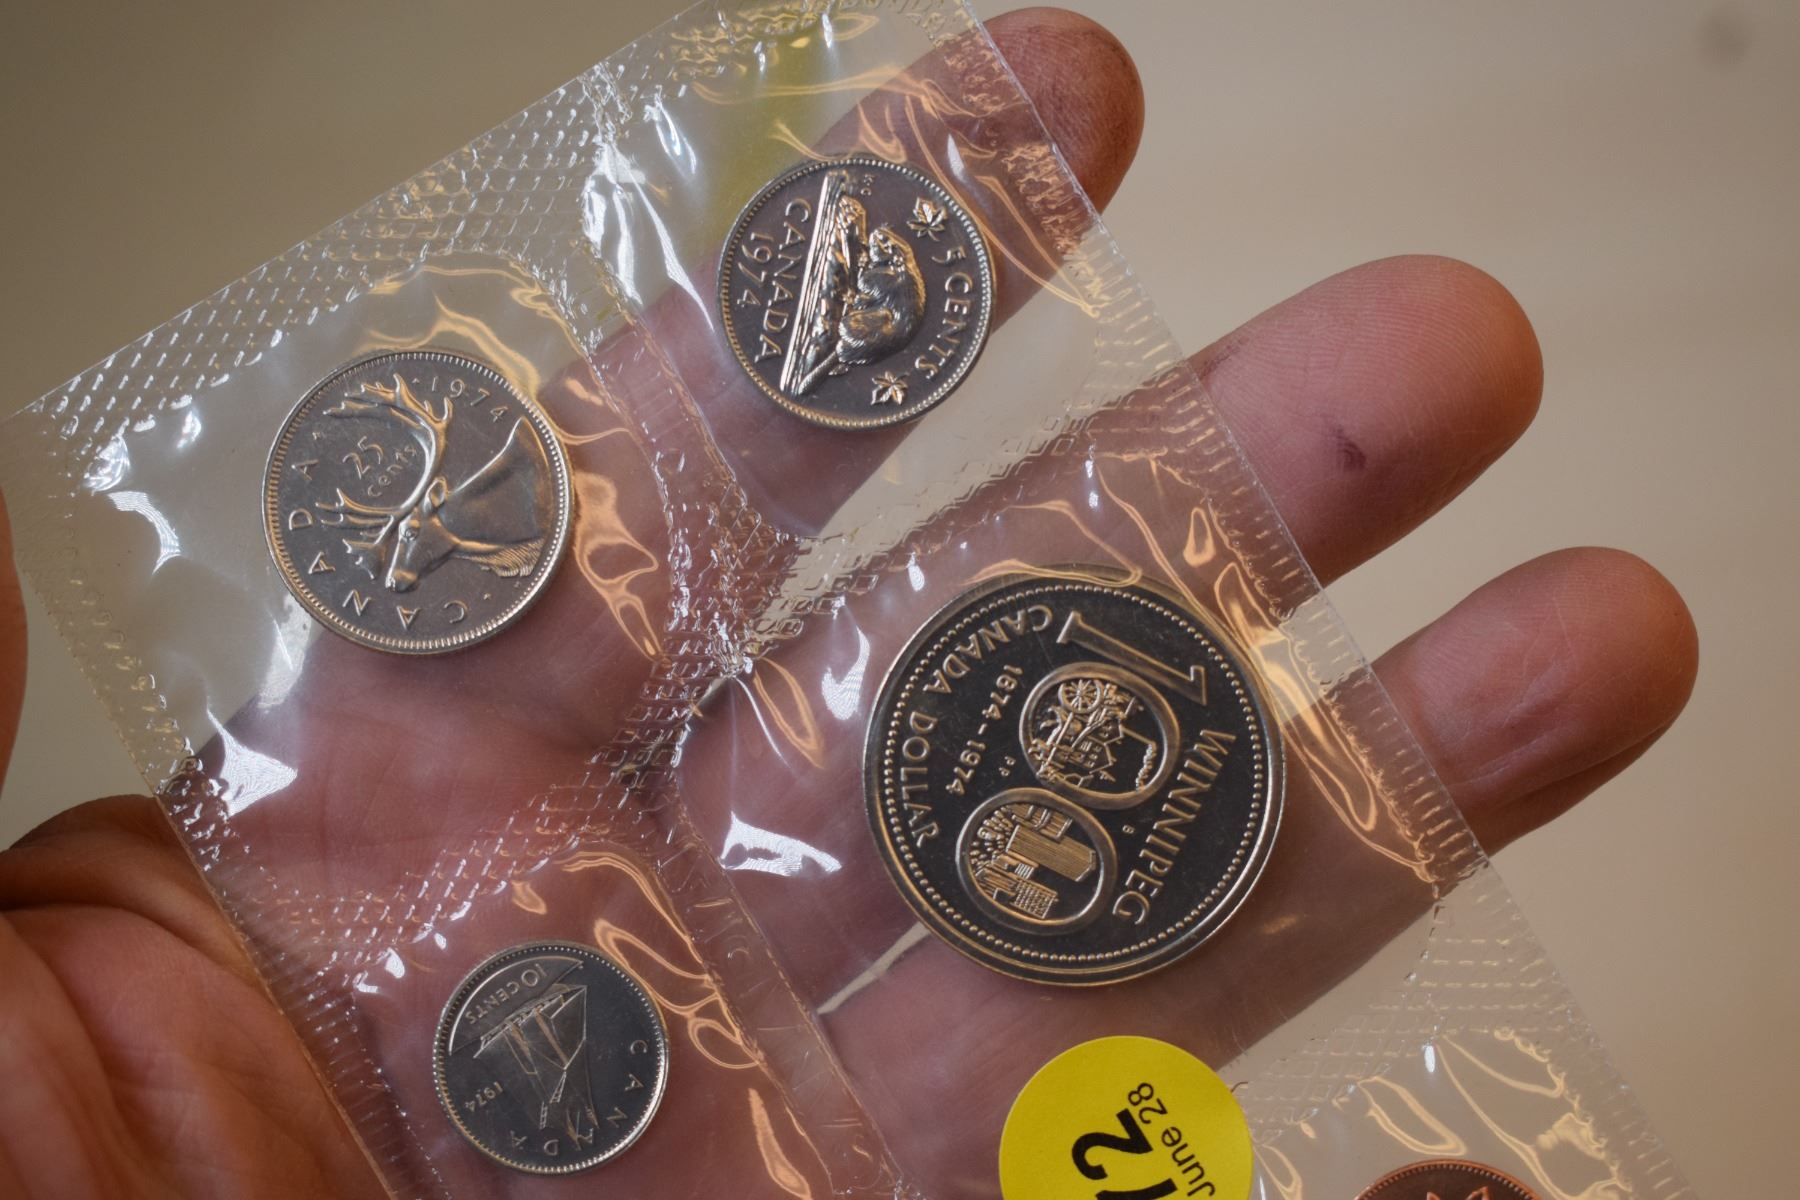 5 CENTS
CANADA
1974
K G
1974
25
cents
CANADA
WINNIPEG
100
B
1874-1974
P P
CANADA DOLLAR
10 CENTS
CANADA
1974
12
June 28